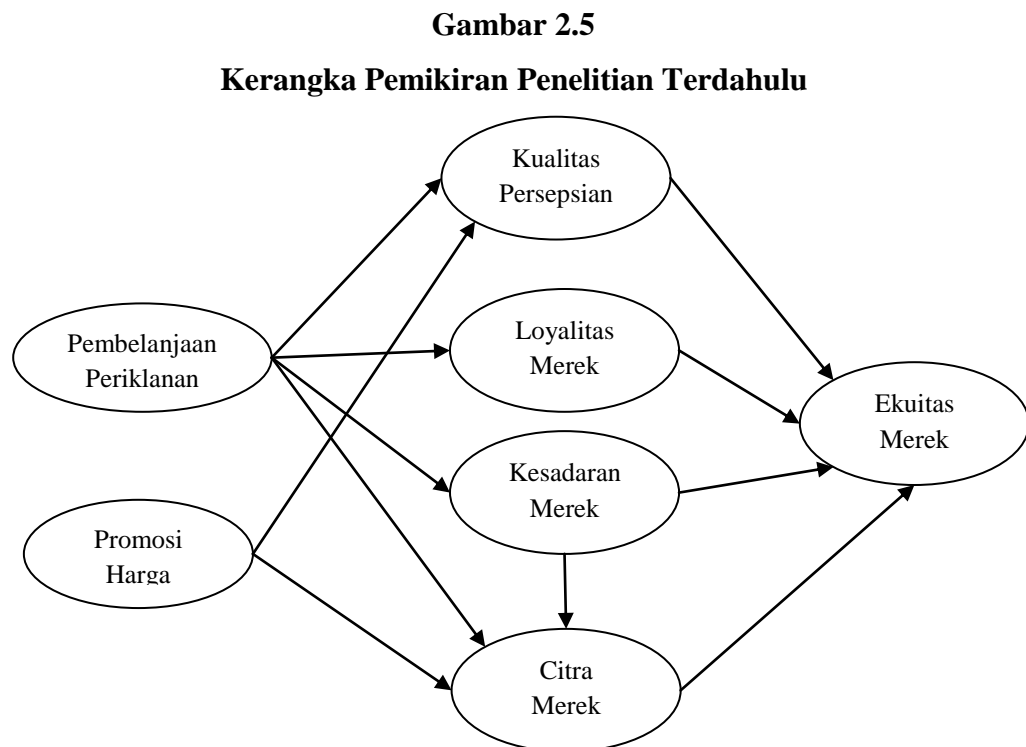 Gambar 2.5
Kerangka Pemikiran Penelitian Terdahulu
Kualitas
Persepsian
Pembelanjaan
Periklanan
Loyalitas
Merek
Ekuitas
Merek
Kesadaran
Merek
Promosi
Harga
Citra
Merek